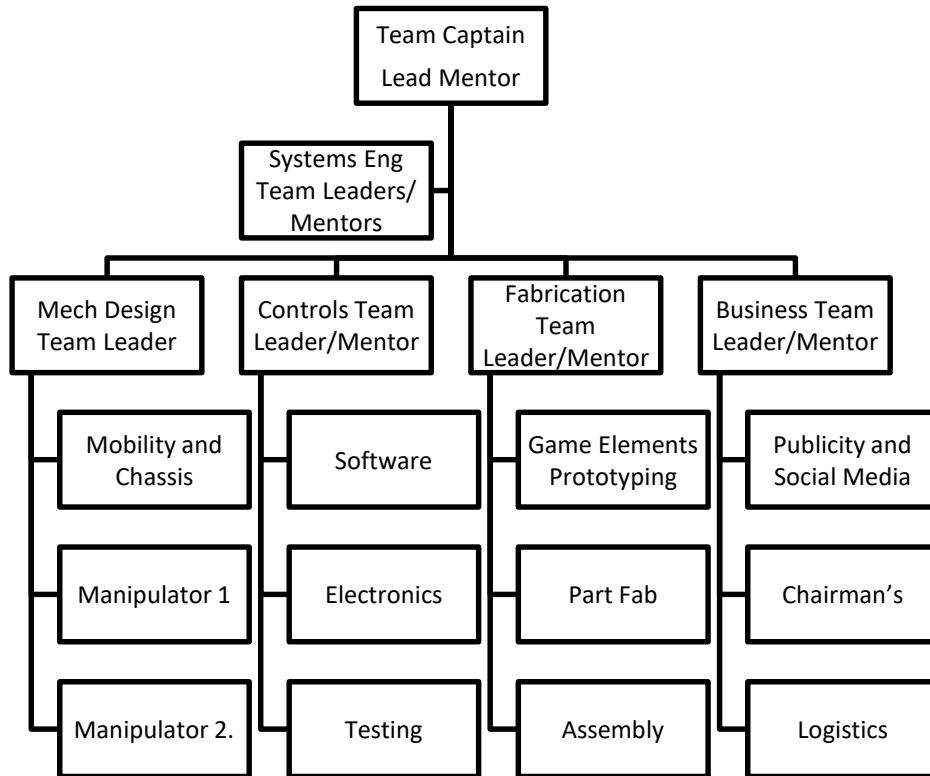 Team Captain
Lead Mentor
Systems Eng
Team Leaders/
Mentors
Mech Design
Team Leader
Controls Team
Leader/Mentor
Fabrication
Team
Leader/Mentor
Business Team
Leader/Mentor
Mobility and
Chassis
Software
Game Elements
Prototyping
Publicity and
Social Media
Manipulator 1
Electronics
Part Fab
Chairman’s
Manipulator 2.
Testing
Assembly
Logistics